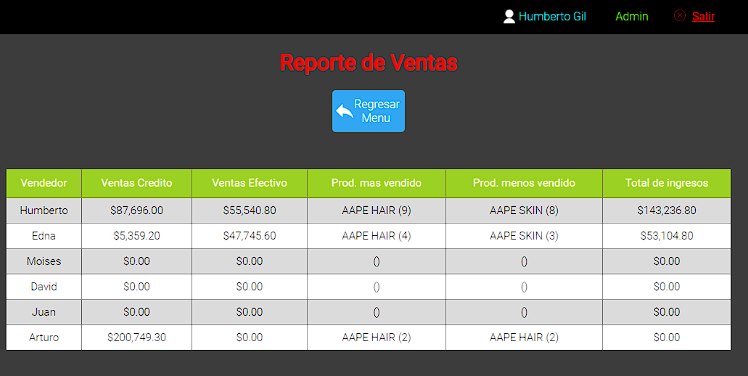 Humberto Gil Admin Salir
Reporte de Ventas
Regresar
Menu
Vendedor Ventas Credito Ventas Efectivo Prod. mas vendido Prod. menos vendido Total de ingresos
Humberto $87,696.00 $55,540.80 AAPE HAIR (9) AAPE SKIN (8) $143,236.80
Edna $5,359.20 $47,745.60 AAPE HAIR (4) AAPE SKIN (3) $53,104.80
Moises $0.00 $0.00 () () $0.00
David $0.00 $0.00 () () $0.00
Juan $0.00 $0.00 () () $0.00
Arturo $200,749.30 $0.00 AAPE HAIR (2) AAPE HAIR (2) $0.00